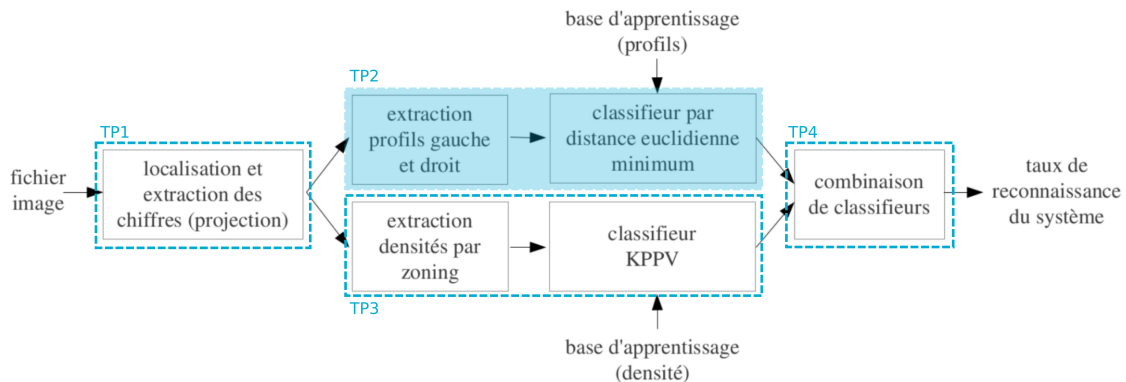 fichier
image
TP1
localisation et
extraction des
chiffres (projection)
TP2
extraction
profils gauche
et droit
base d'apprentissage
(profils)
classifieur par
distance euclidienne
minimum
extraction
densités par
zoning
classifieur
KPPV
TP3
base d'apprentissage
(densité)
TP4
combinaison
de classifieurs
taux de
reconnaissance
du système